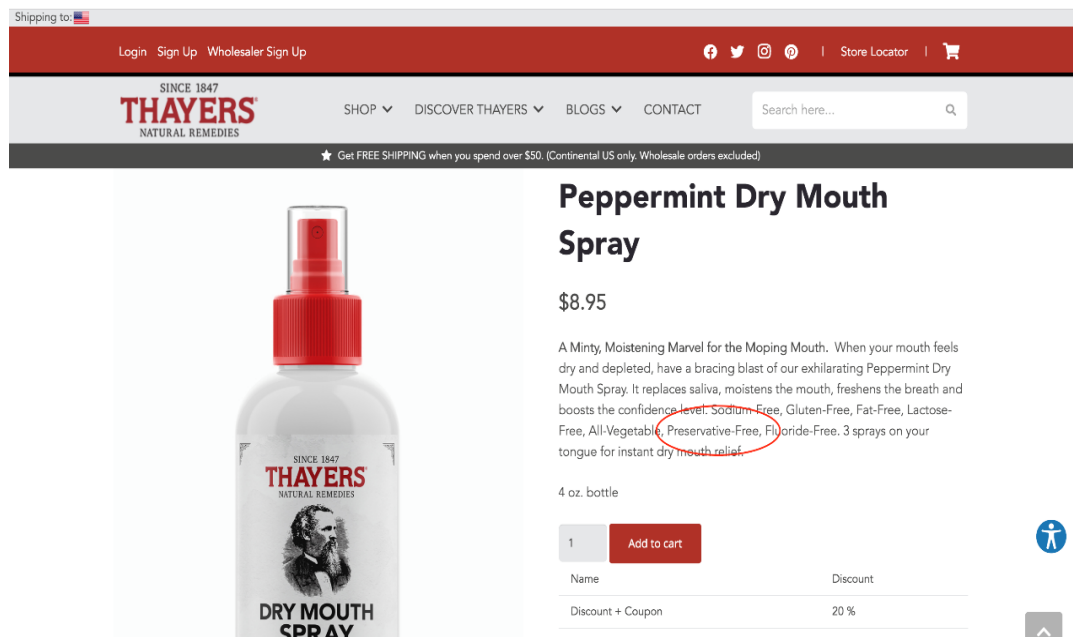 Shipping to:
Login Sign Up Wholesaler Sign Up
Store Locator
SINCE 1847
THAYERS
NATURAL REMEDIES
SHOP DISCOVER THAYERS BLOGS CONTACT
Search here...
Get FREE SHIPPING when you spend over $50. (Continental US only. Wholesale orders excluded)
Peppermint Dry Mouth
Spray
$8.95
A Minty, Moistening Marvel for the Moping Mouth. When your mouth feels
dry and depleted, have a bracing blast of our exhilarating Peppermint Dry
Mouth Spray. It replaces saliva, moistens the mouth, freshens the breath and
boosts the confidence level. Sodium-Free, Gluten-Free, Fat-Free, Lactose-
Free, All-Vegetable, Preservative-Free, Fluoride-Free. 3 sprays on your
tongue for instant dry mouth relief.
4 oz. bottle
1
Add to cart
Name Discount
Discount + Coupon 20 %
SINCE 1847
THAYERS
NATURAL REMEDIES
DRY MOUTH
SPRAY